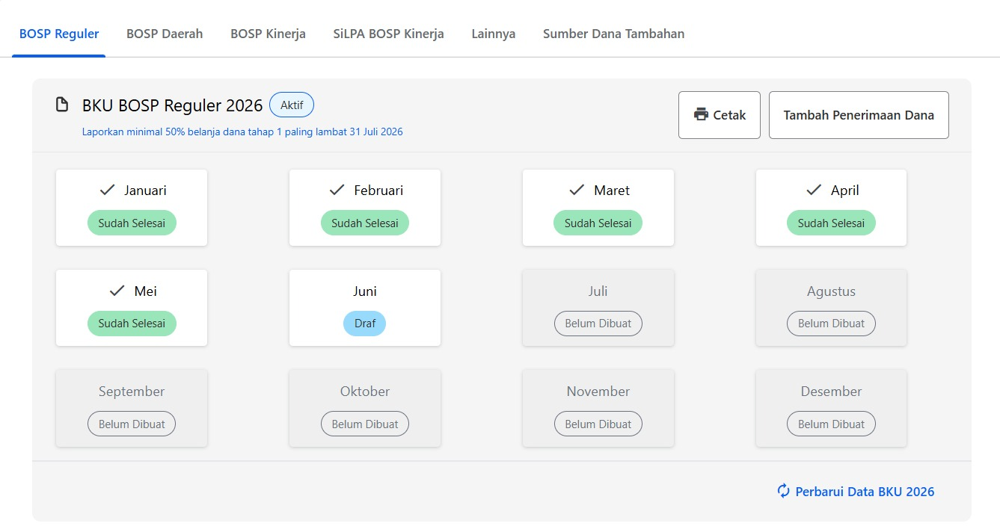 BOSP Reguler BOSP Daerah BOSP Kinerja SiLPA BOSP Kinerja Lainnya Sumber Dana Tambahan
BKU BOSP Reguler 2026 Aktif
Laporkan minimal 50% belanja dana tahap 1 paling lambat 31 Juli 2026
Cetak Tambah Penerimaan Dana
Januari Februari Maret April
Sudah Selesai Sudah Selesai Sudah Selesai Sudah Selesai
Mei Juni Juli Agustus
Sudah Selesai Draf Belum Dibuat Belum Dibuat
September Oktober November Desember
Belum Dibuat Belum Dibuat Belum Dibuat Belum Dibuat
Perbarui Data BKU 2026